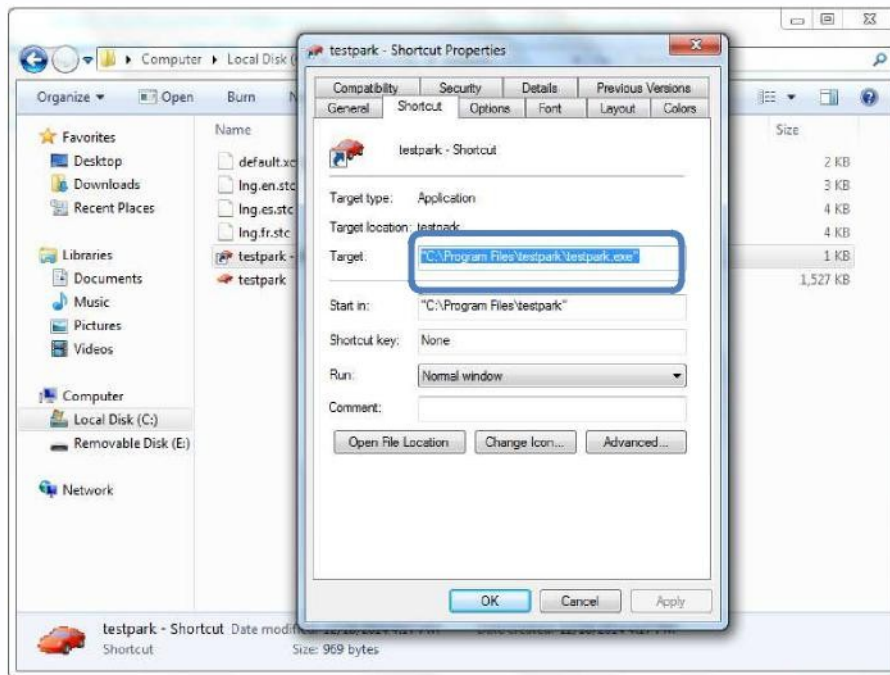 Computer ▸ Local Disk
testpark - Shortcut Properties
Organize
Open
Burn
Favorites
Desktop
Downloads
Recent Places
Libraries
Documents
Music
Pictures
Videos
Computer
Local Disk (C:)
Removable Disk (E:)
Network
Name
Size
default.xc
lng.en.stc
lng.es.stc
lng.fr.stc
testpark -
testpark
2 KB
3 KB
4 KB
4 KB
1 KB
1,527 KB
Compatibility Security Details Previous Versions
General Shortcut Options Font Layout Colors
testpark - Shortcut
Target type: Application
Target location: testpark
Target: "C:\Program Files\testpark\testpark.exe"
Start in: "C:\Program Files\testpark"
Shortcut key: None
Run: Normal window
Comment:
Open File Location Change Icon... Advanced...
OK Cancel Apply
testpark - Shortcut Date
Shortcut Size: 969 bytes